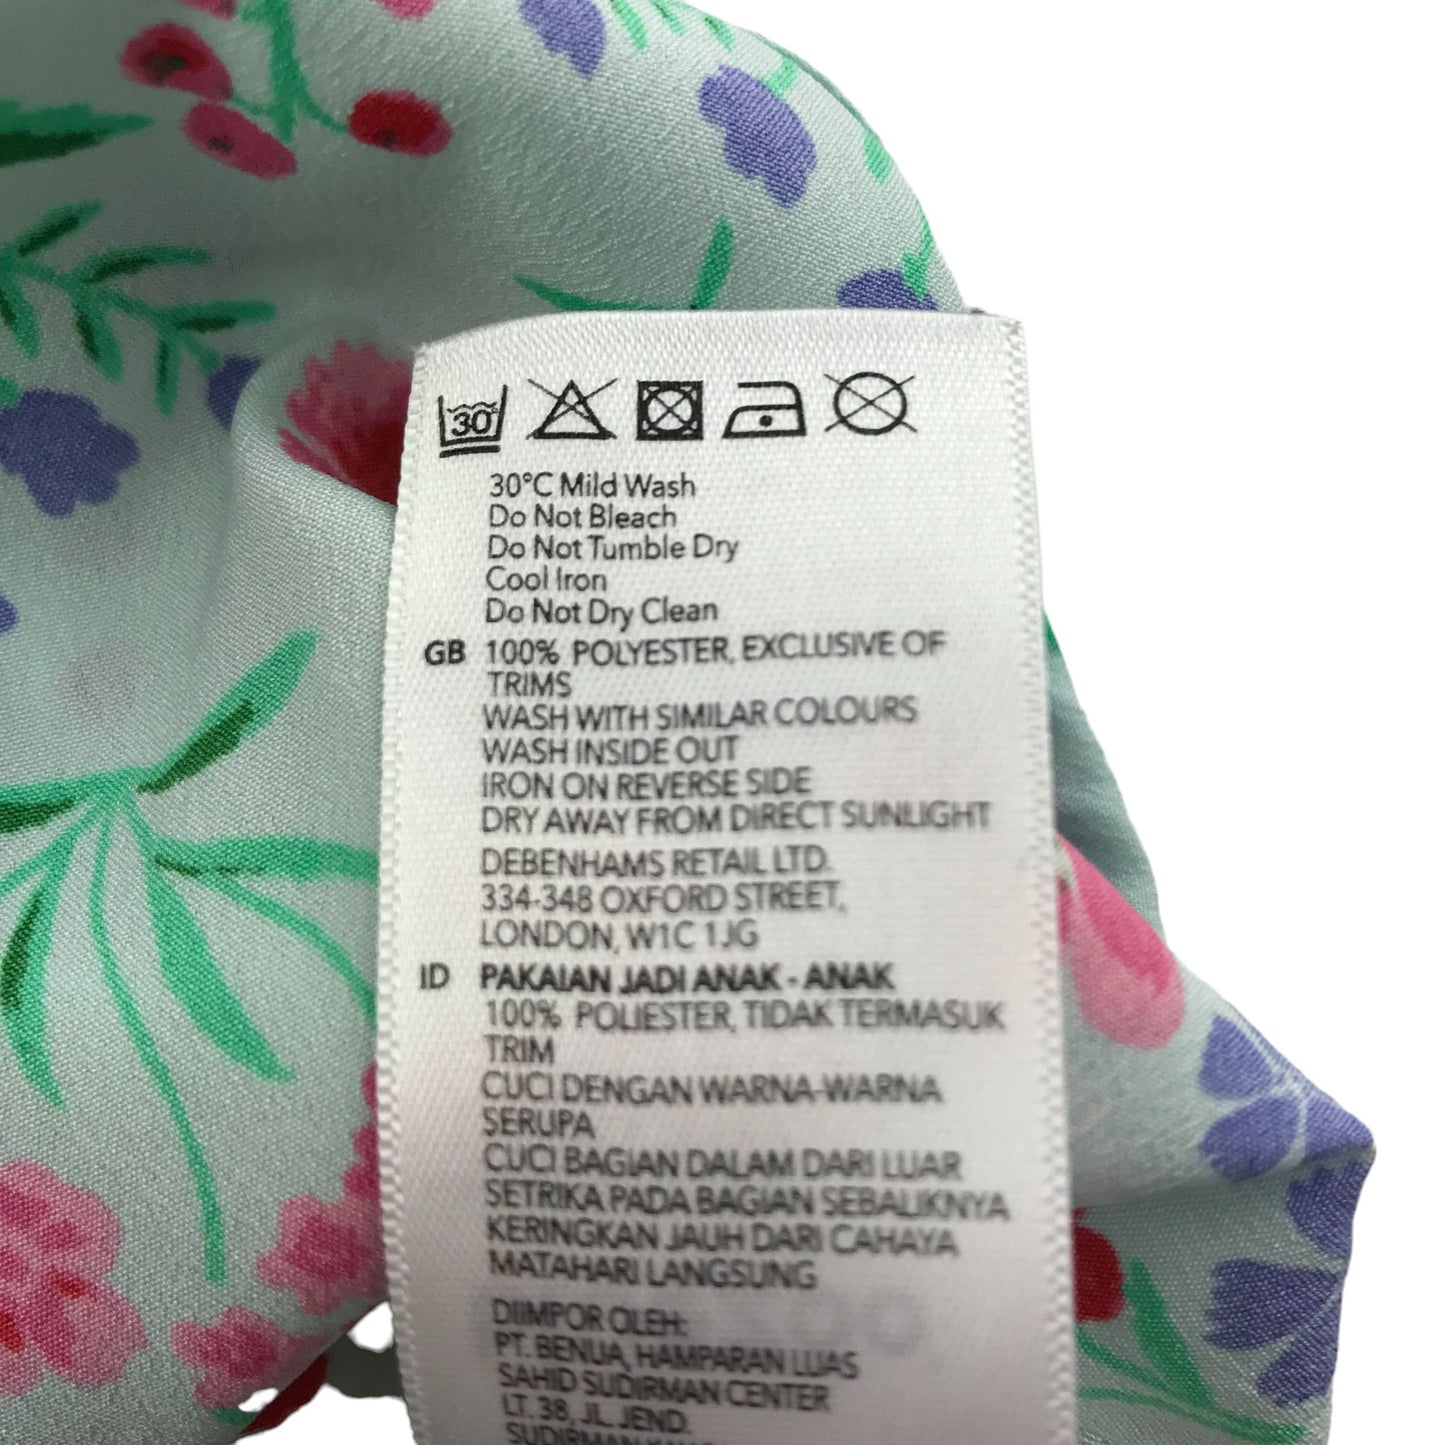 30
30°C Mild Wash
Do Not Bleach
Do Not Tumble Dry
Cool Iron
Do Not Dry Clean
GB 100% POLYESTER, EXCLUSIVE OF
TRIMS
WASH WITH SIMILAR COLOURS
WASH INSIDE OUT
IRON ON REVERSE SIDE
DRY AWAY FROM DIRECT SUNLIGHT
DEBENHAMS RETAIL LTD.
334-348 OXFORD STREET,
LONDON, W1C 1JG
ID PAKAIAN JADI ANAK - ANAK
100% POLIESTER, TIDAK TERMASUK
TRIM
CUCI DENGAN WARNA-WARNA
SERUPA
CUCI BAGIAN DALAM DARI LUAR
SETRIKA PADA BAGIAN SEBALIKNYA
KERINGKAN JAUH DARI CAHAYA
MATAHARI LANGSUNG
DIIMPOR OLEH:
PT. BENUA, HAMPARAN LUAS
SAHID SUDIRMAN CENTER
LT. 38, JL. JEND.
SUDIRMAN